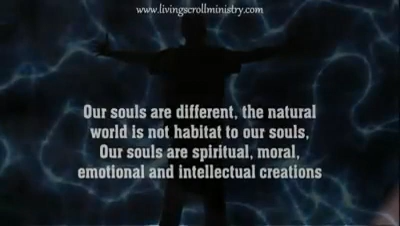 www.livingscrollministry.com
Our souls are different, the natural
world is not habitat to our souls,
Our souls are spiritual, moral,
emotional and intellectual creations